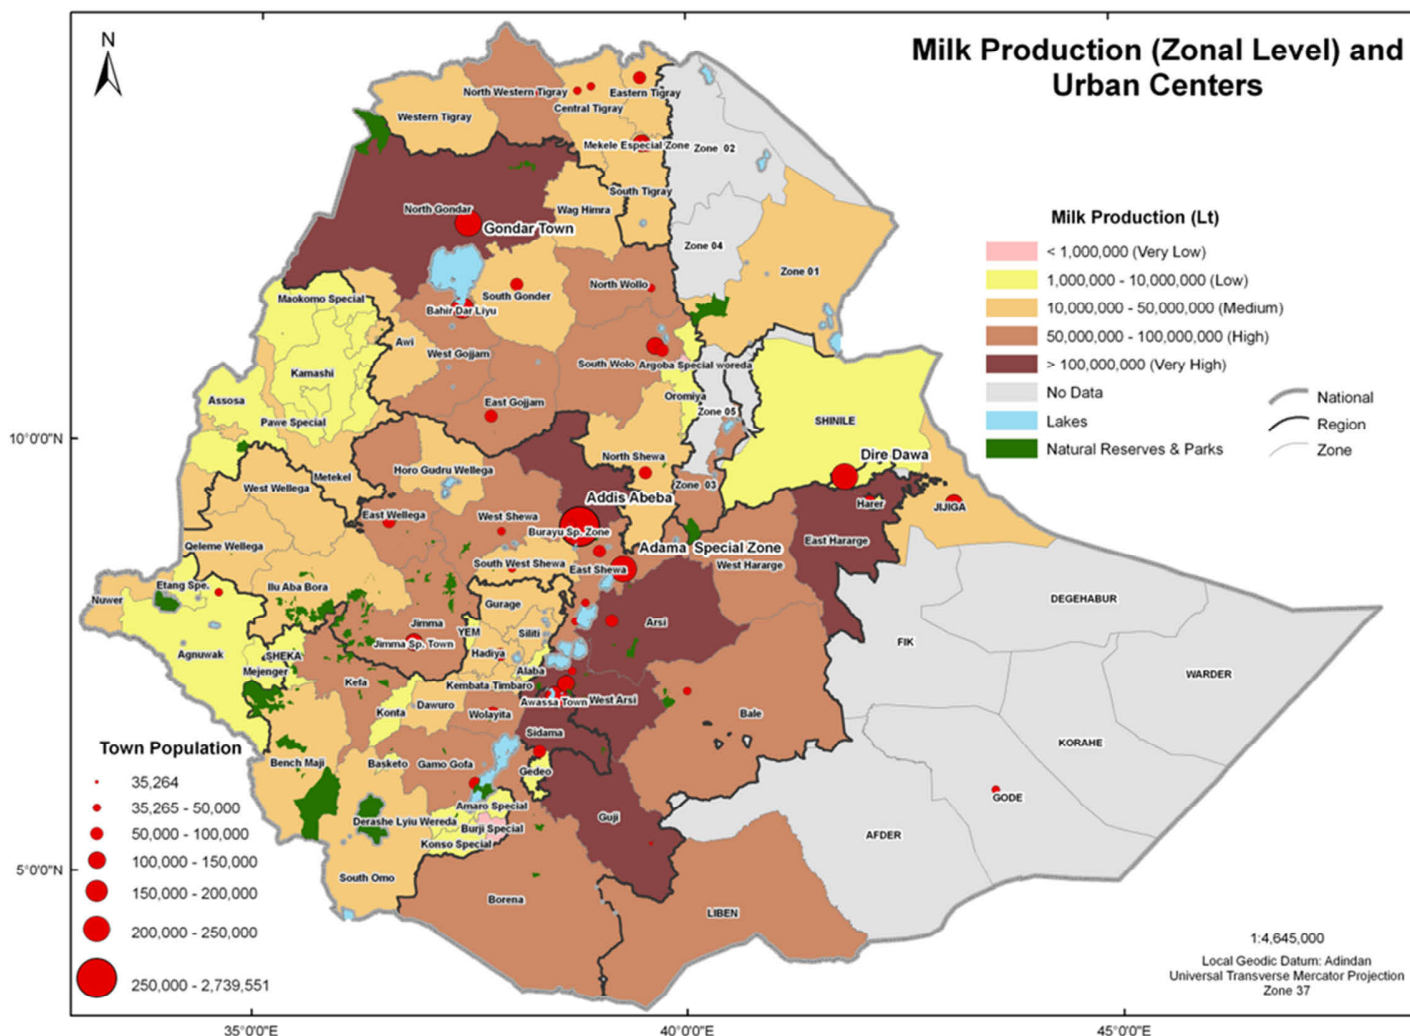 Milk Production (Zonal Level) and
Urban Centers
N
North Western Tigray
Eastern Tigray
Central Tigray
Western Tigray
Mekele Especial Zone
Zone 02
South Tigray
North Gondar
Wag Himra
Gondar Town
Zone 04
Zone 01
Milk Production (Lt)
< 1,000,000 (Very Low)
1,000,000 - 10,000,000 (Low)
10,000,000 - 50,000,000 (Medium)
50,000,000 - 100,000,000 (High)
> 100,000,000 (Very High)
No Data
Lakes
Natural Reserves & Parks
National
Region
Zone
North Wollo
South Gonder
Maokomo Special
Bahir Dar Liyu
Awi
West Gojjam
South Wolo
Argoba Special woreda
Kamashi
Oromiya
Assosa
East Gojjam
Zone 05
Pawe Special
SHINILE
10°0'0"N
North Shewa
Dire Dawa
Horo Gudru Wellega
Metekel
West Wellega
Zone 03
Addis Abeba
Harer
JIJIGA
East Wellega
West Shewa
Burayu Sp. Zone
East Hararge
Qeleme Wellega
Adama Special Zone
South West Shewa
East Shewa
West Hararge
Etang Spe.
Ilu Aba Bora
Nuwer
Gurage
DEGEHABUR
Jimma
YEM
Siliti
Arsi
FIK
Jimma Sp. Town
Agnuwak
SHEKA
Hadiya
Mejenger
Alaba
WARDER
Kefa
Kembata Timbaro
Awassa Town
West Arsi
Dawuro
Konta
Wolayita
Bale
Sidama
KORAHE
Town Population
Bench Maji
Basketo
Gamo Gofa
Gedeo
35,264
GODE
35,265 - 50,000
Amaro Special
Guji
Derashe Lyiu Wereda
Burji Special
50,000 - 100,000
AFDER
Konso Special
100,000 - 150,000
5°0'0"N
South Omo
150,000 - 200,000
Borena
LIBEN
200,000 - 250,000
250,000 - 2,739,551
1:4,645,000
Local Geodic Datum: Adindan
Universal Transverse Mercator Projection
Zone 37
35°0'0"E
40°0'0"E
45°0'0"E